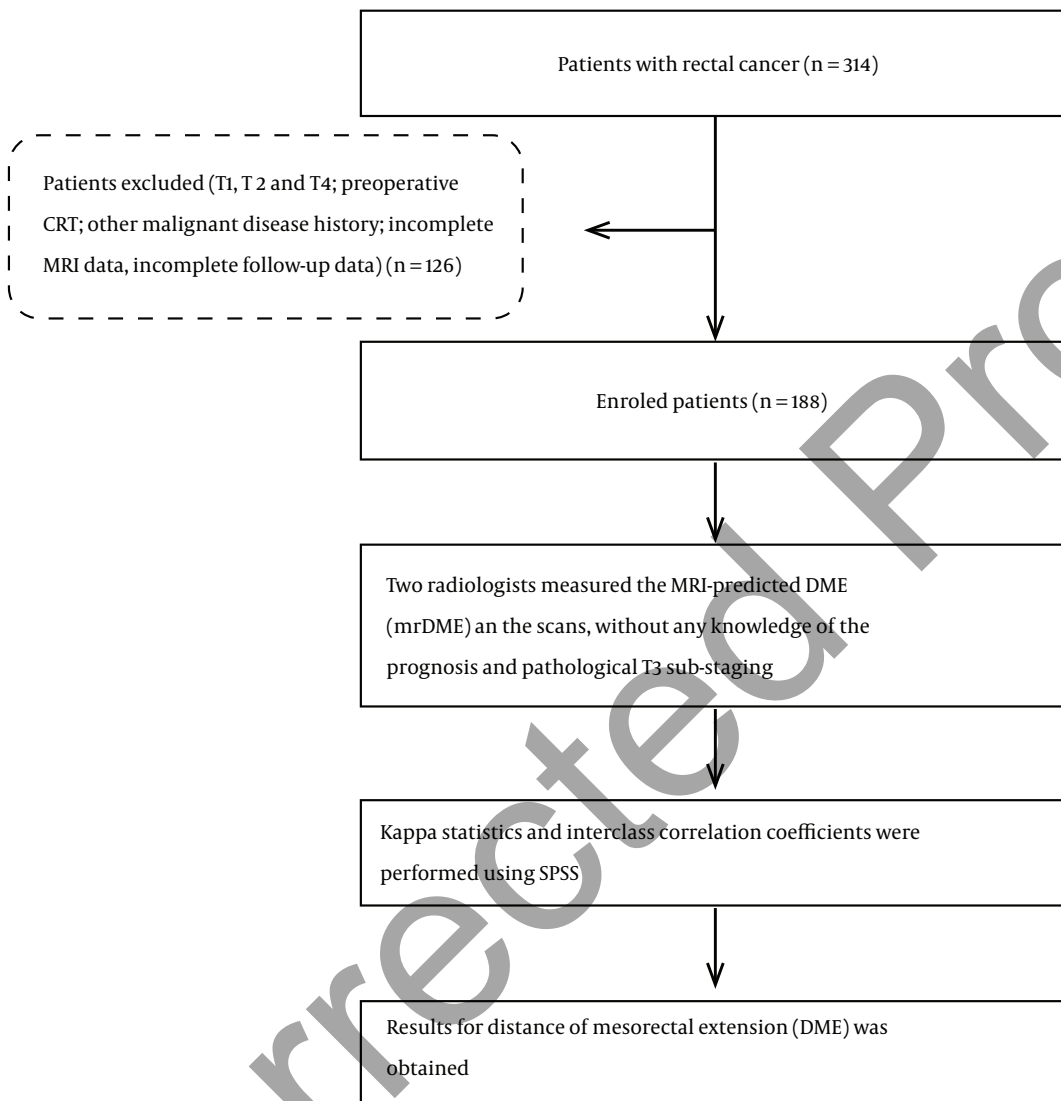 Patients with rectal cancer (n = 314)
Patients excluded (T1, T 2 and T4; preoperative
CRT; other malignant disease history; incomplete
MRI data, incomplete follow-up data) (n = 126)
Enroled patients (n = 188)
Two radiologists measured the MRI-predicted DME
(mrDME) an the scans, without any knowledge of the
prognosis and pathological T3 sub-staging
Kappa statistics and interclass correlation coefficients were
performed using SPSS
Results for distance of mesorectal extension (DME) was
obtained
rrected Pro